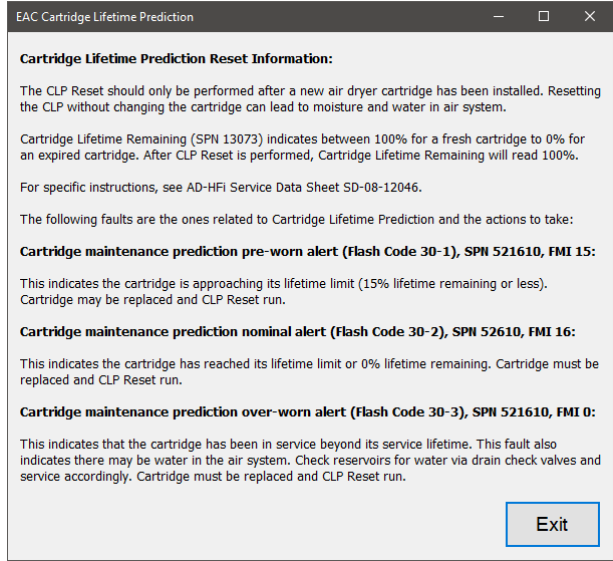 EAC Cartridge Lifetime Prediction
Cartridge Lifetime Prediction Reset Information:
The CLP Reset should only be performed after a new air dryer cartridge has been installed. Resetting
the CLP without changing the cartridge can lead to moisture and water in air system.
Cartridge Lifetime Remaining (SPN 13073) indicates between 100% for a fresh cartridge to 0% for
an expired cartridge. After CLP Reset is performed, Cartridge Lifetime Remaining will read 100%.
For specific instructions, see AD-HFi Service Data Sheet SD-08-12046.
The following faults are the ones related to Cartridge Lifetime Prediction and the actions to take:
Cartridge maintenance prediction pre-worn alert (Flash Code 30-1), SPN 521610, FMI 15:
This indicates the cartridge is approaching its lifetime limit (15% lifetime remaining or less).
Cartridge may be replaced and CLP Reset run.
Cartridge maintenance prediction nominal alert (Flash Code 30-2), SPN 52610, FMI 16:
This indicates the cartridge has reached its lifetime limit or 0% lifetime remaining. Cartridge must be
replaced and CLP Reset run.
Cartridge maintenance prediction over-worn alert (Flash Code 30-3), SPN 521610, FMI 0:
This indicates that the cartridge has been in service beyond its service lifetime. This fault also
indicates there may be water in the air system. Check reservoirs for water via drain check valves and
service accordingly. Cartridge must be replaced and CLP Reset run.
Exit